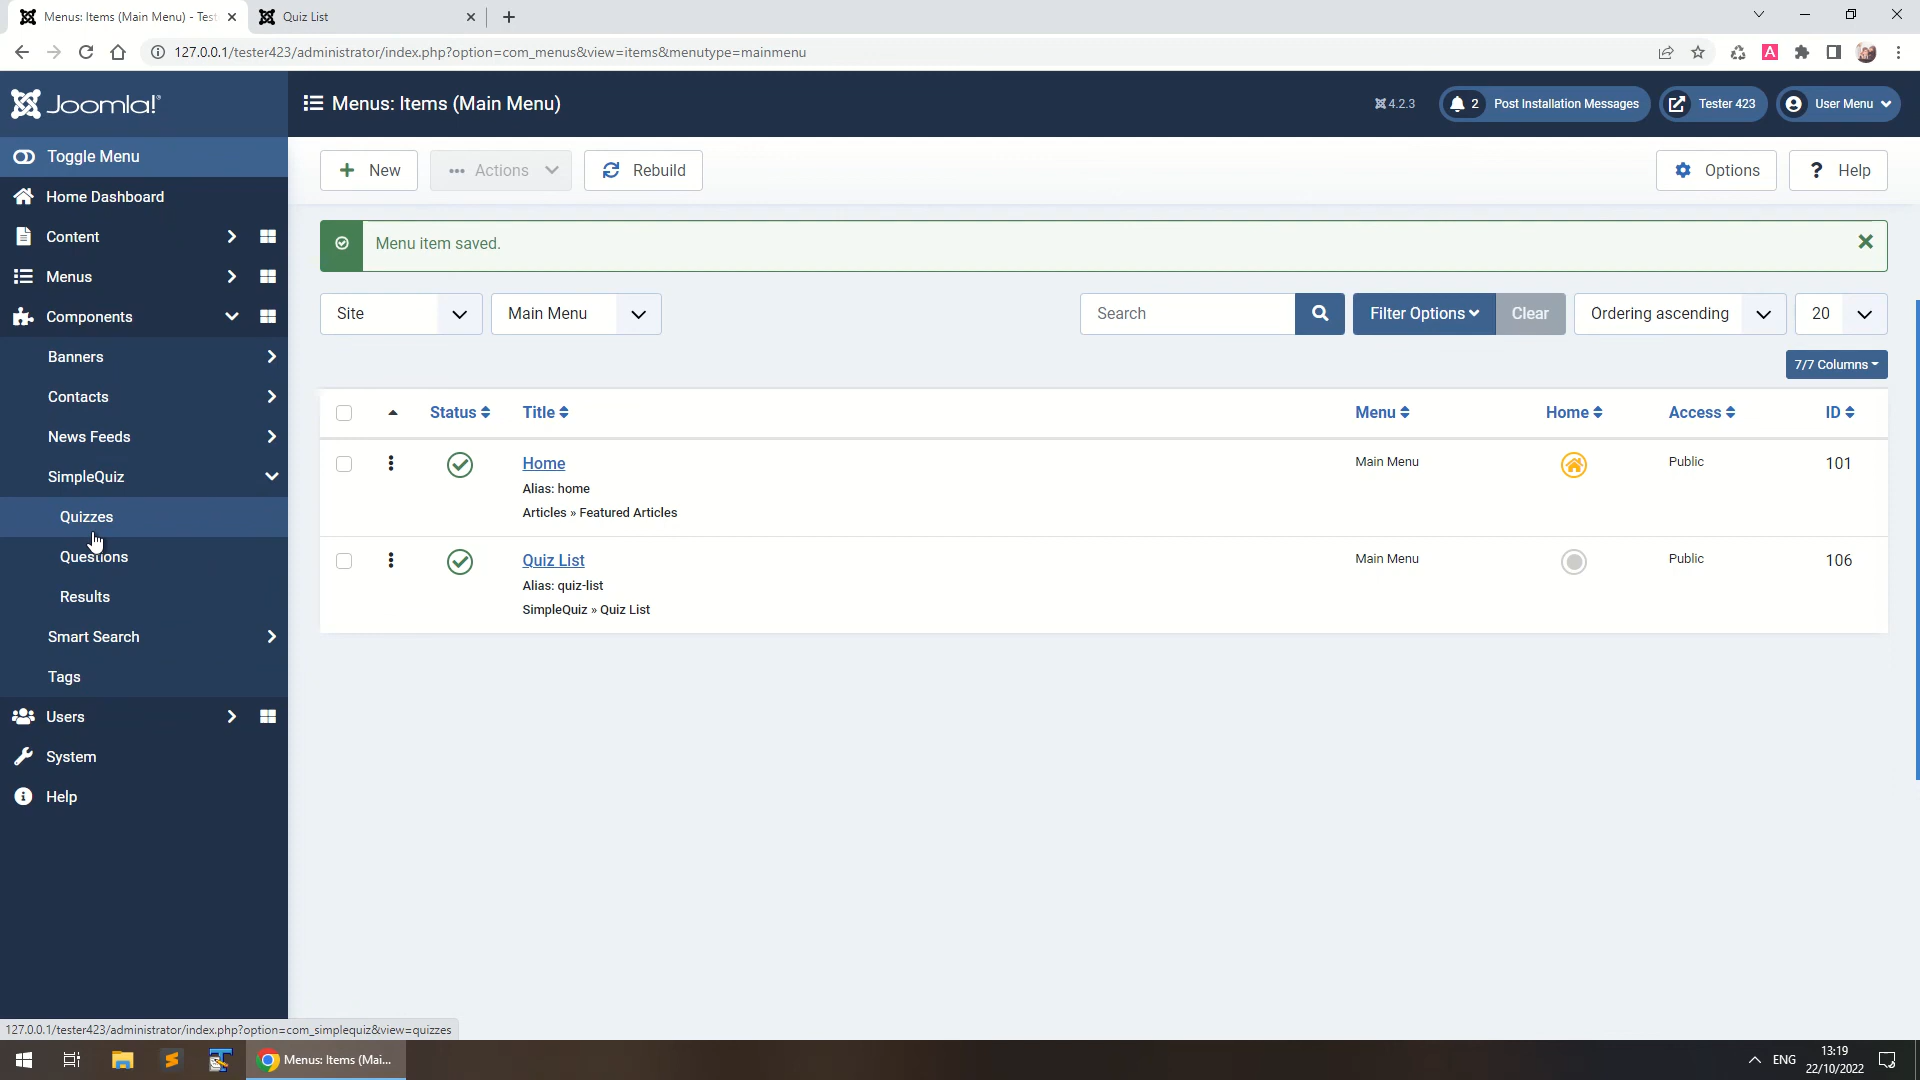 Menus: Items (Main Menu) - Test
Quiz List
127.0.0.1/tester423/administrator/index.php?option=com_menus&view=items&menutype=mainmenu
Joomla!
Menus: Items (Main Menu)
4.2.3
2
Post Installation Messages
Tester 423
User Menu
Toggle Menu
New
Actions
Rebuild
Options
Help
Home Dashboard
Content
Menus
Components
Banners
Contacts
News Feeds
SimpleQuiz
Quizzes
Questions
Results
Smart Search
Tags
Users
System
Help
Menu item saved.
Site
Main Menu
Search
Filter Options
Clear
Ordering ascending
20
7/7 Columns
Status
Title
Menu
Home
Access
ID
Home
Alias: home
Articles » Featured Articles
Main Menu
Public
101
Quiz List
Alias: quiz-list
SimpleQuiz » Quiz List
Main Menu
Public
106
127.0.0.1/tester423/administrator/index.php?option=com_simplequiz&view=quizzes
Menus: Items (Mai...
ENG
13:19
22/10/2022